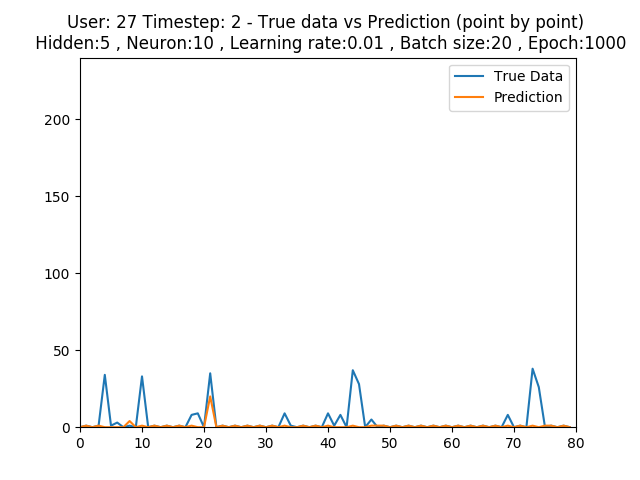 User: 27 Timestep: 2 - True data vs Prediction (point by point)
Hidden:5 , Neuron:10 , Learning rate:0.01 , Batch size:20 , Epoch:1000
True Data
Prediction
200
150
100
50
0
0 10 20 30 40 50 60 70 80